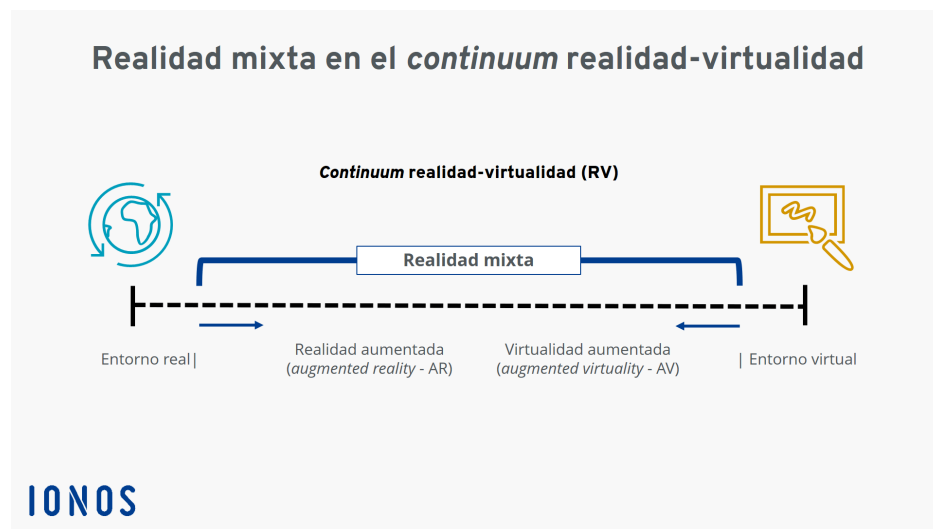 Realidad mixta en el continuum realidad-virtualidad
Continuum realidad-virtualidad (RV)
Realidad mixta
Entorno real|
Realidad aumentada
(augmented reality - AR)
Virtualidad aumentada
(augmented virtuality - AV)
| Entorno virtual
IONOS